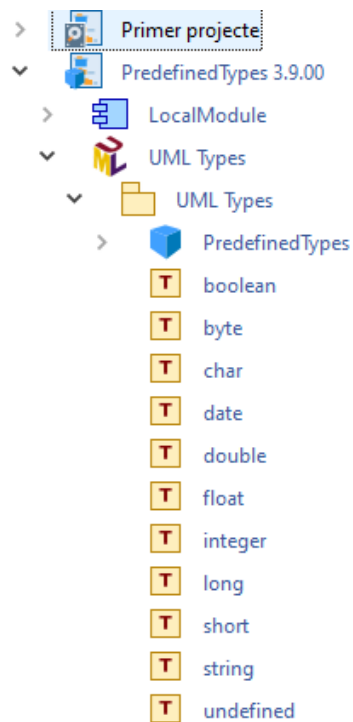 Primer projecte
PredefinedTypes 3.9.00
LocalModule
UML Types
UML Types
PredefinedTypes
T boolean
T byte
T char
T date
T double
T float
T integer
T long
T short
T string
T undefined